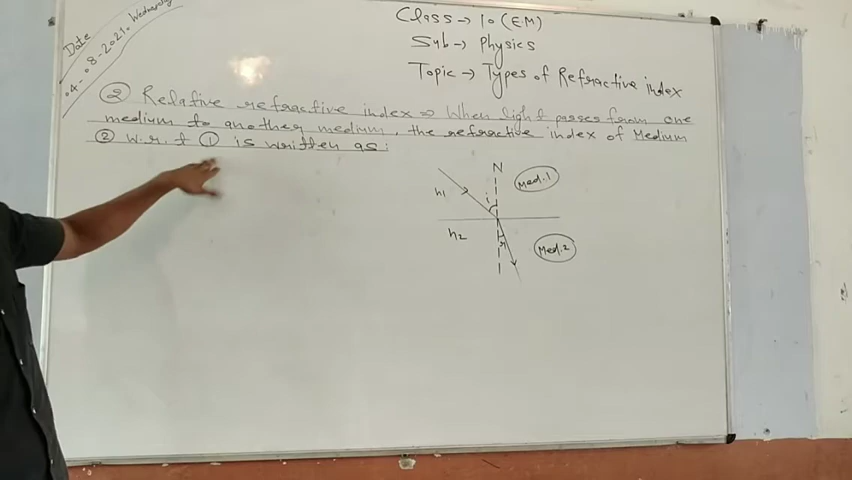 Date
04-08-2021. Wednesday
Class → 10 (E.M)
Sub → Physics
Topic → Types of Refractive index
② Relative refractive index ⇒ When light passes from one
medium to another medium, the refractive index of Medium
② w.r.t ① is written as:
N
Med.1
n1
i
n2
r
Med.2